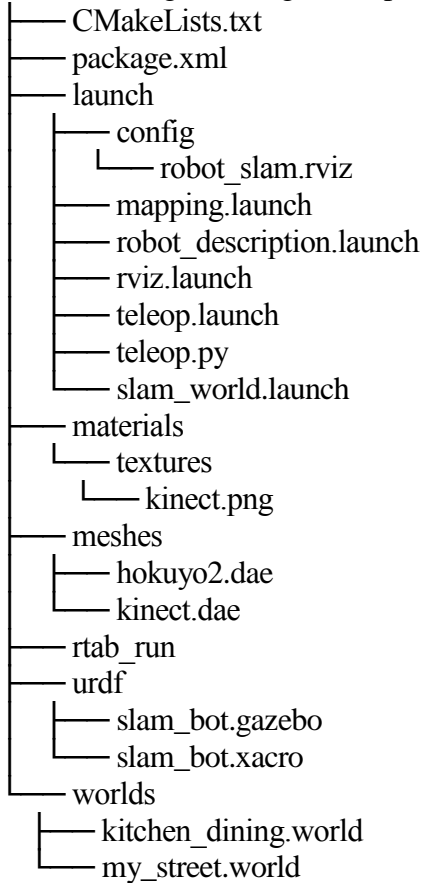 ├── CMakeLists.txt
├── package.xml
├── launch
│   ├── config
│   │   └── robot_slam.rviz
│   ├── mapping.launch
│   ├── robot_description.launch
│   ├── rviz.launch
│   ├── teleop.launch
│   ├── teleop.py
│   └── slam_world.launch
├── materials
│   └── textures
│       └── kinect.png
├── meshes
│   ├── hokuyo2.dae
│   └── kinect.dae
├── rtab_run
├── urdf
│   ├── slam_bot.gazebo
│   └── slam_bot.xacro
└── worlds
    ├── kitchen_dining.world
    └── my_street.world